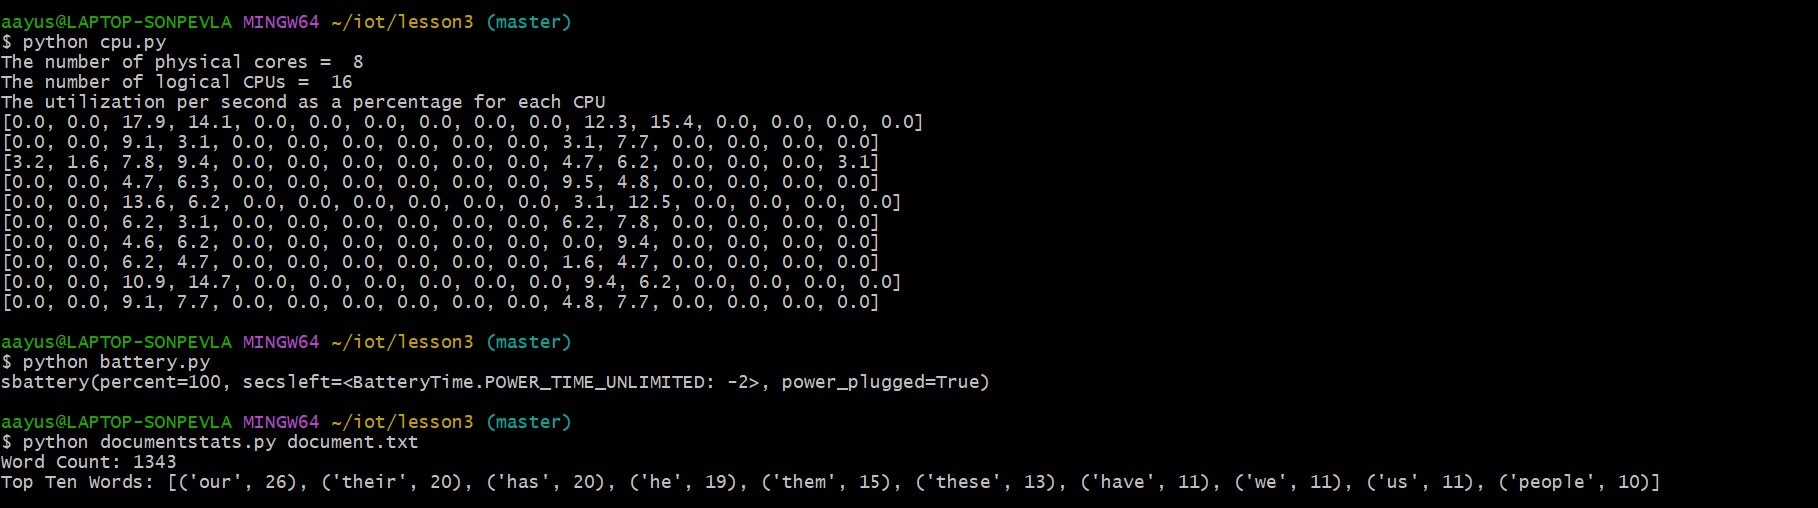 aayus@LAPTOP-SONPEVLA MINGW64 ~/iot/lesson3 (master)
$ python cpu.py
The number of physical cores =  8
The number of logical CPUs =  16
The utilization per second as a percentage for each CPU
[0.0, 0.0, 17.9, 14.1, 0.0, 0.0, 0.0, 0.0, 0.0, 0.0, 12.3, 15.4, 0.0, 0.0, 0.0, 0.0]
[0.0, 0.0, 9.1, 3.1, 0.0, 0.0, 0.0, 0.0, 0.0, 0.0, 3.1, 7.7, 0.0, 0.0, 0.0, 0.0]
[3.2, 1.6, 7.8, 9.4, 0.0, 0.0, 0.0, 0.0, 0.0, 0.0, 4.7, 6.2, 0.0, 0.0, 0.0, 3.1]
[0.0, 0.0, 4.7, 6.3, 0.0, 0.0, 0.0, 0.0, 0.0, 0.0, 9.5, 4.8, 0.0, 0.0, 0.0, 0.0]
[0.0, 0.0, 13.6, 6.2, 0.0, 0.0, 0.0, 0.0, 0.0, 0.0, 3.1, 12.5, 0.0, 0.0, 0.0, 0.0]
[0.0, 0.0, 6.2, 3.1, 0.0, 0.0, 0.0, 0.0, 0.0, 0.0, 6.2, 7.8, 0.0, 0.0, 0.0, 0.0]
[0.0, 0.0, 4.6, 6.2, 0.0, 0.0, 0.0, 0.0, 0.0, 0.0, 0.0, 9.4, 0.0, 0.0, 0.0, 0.0]
[0.0, 0.0, 6.2, 4.7, 0.0, 0.0, 0.0, 0.0, 0.0, 0.0, 1.6, 4.7, 0.0, 0.0, 0.0, 0.0]
[0.0, 0.0, 10.9, 14.7, 0.0, 0.0, 0.0, 0.0, 0.0, 0.0, 9.4, 6.2, 0.0, 0.0, 0.0, 0.0]
[0.0, 0.0, 9.1, 7.7, 0.0, 0.0, 0.0, 0.0, 0.0, 0.0, 4.8, 7.7, 0.0, 0.0, 0.0, 0.0]
aayus@LAPTOP-SONPEVLA MINGW64 ~/iot/lesson3 (master)
$ python battery.py
sbattery(percent=100, secsleft=<BatteryTime.POWER_TIME_UNLIMITED: -2>, power_plugged=True)
aayus@LAPTOP-SONPEVLA MINGW64 ~/iot/lesson3 (master)
$ python documentstats.py document.txt
Word Count: 1343
Top Ten Words: [('our', 26), ('their', 20), ('has', 20), ('he', 19), ('them', 15), ('these', 13), ('have', 11), ('we', 11), ('us', 11), ('people', 10)]